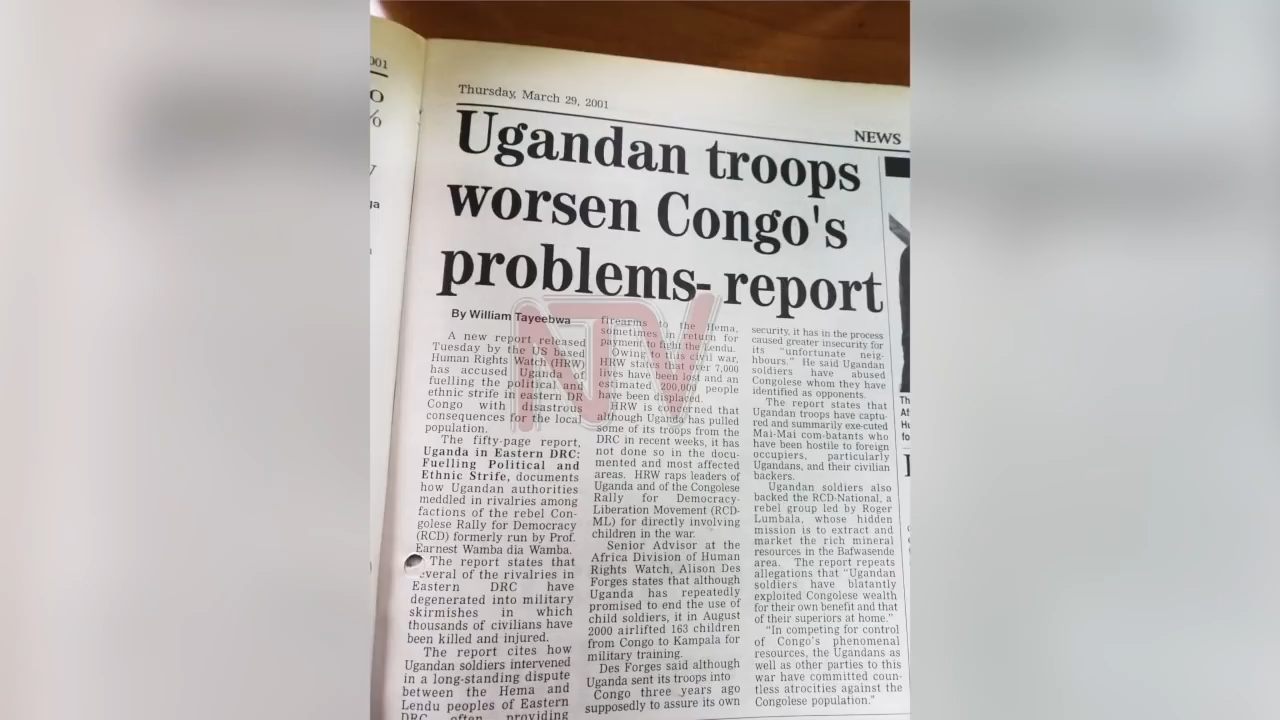 001
O
%
Thursday, March 29, 2001
NEWS
Ugandan troops
worsen Congo's
problems- report
By William Tayeebwa
A new report released
Tuesday by the US based
Human Rights Watch (HRW)
has accused Uganda of
fuelling the political and
ethnic strife in eastern DR
Congo with disastrous
consequences for the local
population.
The fifty-page report,
Uganda in Eastern DRC:
Fuelling Political and
Ethnic Strife, documents
how Ugandan authorities
meddled in rivalries among
factions of the rebel Con-
golese Rally for Democracy
(RCD) formerly run by Prof.
Earnest Wamba dia Wamba.
The report states that
several of the rivalries in
Eastern DRC have
degenerated into military
skirmishes in which
thousands of civilians have
been killed and injured.
The report cites how
Ugandan soldiers intervened
in a long-standing dispute
between the Hema and
Lendu peoples of Eastern
DRC often providing
firearms to the Hema,
sometimes in return for
payment to fight the Lendu.
Owing to the civil war,
HRW states that over 7,000
lives have been lost and an
estimated 200,000 people
have been displaced.
HRW is concerned that
although Uganda has pulled
some of its troops from the
DRC in recent weeks, it has
not done so in the docu-
mented and most affected
areas. HRW raps leaders of
Uganda and of the Congolese
Rally for Democracy-
Liberation Movement (RCD-
ML) for directly involving
children in the war.
Senior Advisor at the
Africa Division of Human
Rights Watch, Alison Des
Forges states that although
Uganda has repeatedly
promised to end the use of
child soldiers, it in August
2000 airlifted 163 children
from Congo to Kampala for
military training.
Des Forges said although
Uganda sent its troops into
Congo three years ago
supposedly to assure its own
security, it has in the process
caused greater insecurity for
its "unfortunate neig-
hbours." He said Ugandan
soldiers have abused
Congolese whom they have
identified as opponents.
The report states that
Ugandan troops have captu-
red and summarily exe-cuted
Mai-Mai com-batants who
have been hostile to foreign
occupiers, particularly
Ugandans, and their civilian
backers.
Ugandan soldiers also
backed the RCD-National, a
rebel group led by Roger
Lumbala, whose hidden
mission is to extract and
market the rich mineral
resources in the Bafwasende
area. The report repeats
allegations that "Ugandan
soldiers have blatantly
exploited Congolese wealth
for their own benefit and that
of their superiors at home."
"In competing for control
of Congo's phenomenal
resources, the Ugandans as
well as other parties to this
war have committed coun-
tless atrocities against the
Congolese population."
Th
Af
Hu
fo
NTV